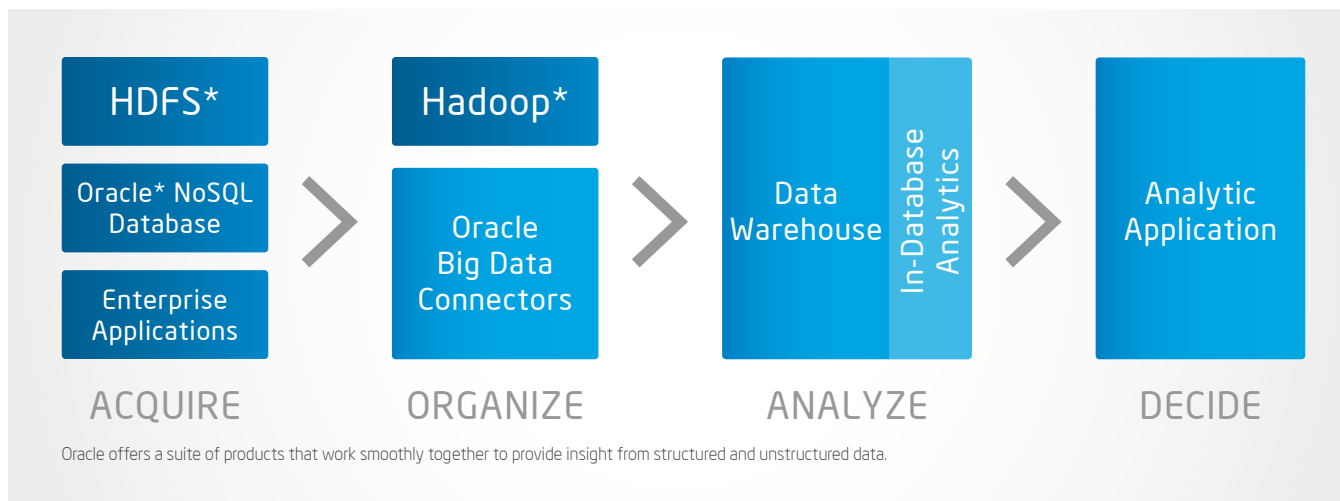 HDFS*
Oracle* NoSQL
Database
Enterprise
Applications
ACQUIRE
Hadoop*
Oracle
Big Data
Connectors
ORGANIZE
Data
Warehouse
In-Database
Analytics
ANALYZE
Analytic
Application
DECIDE
Oracle offers a suite of products that work smoothly together to provide insight from structured and unstructured data.